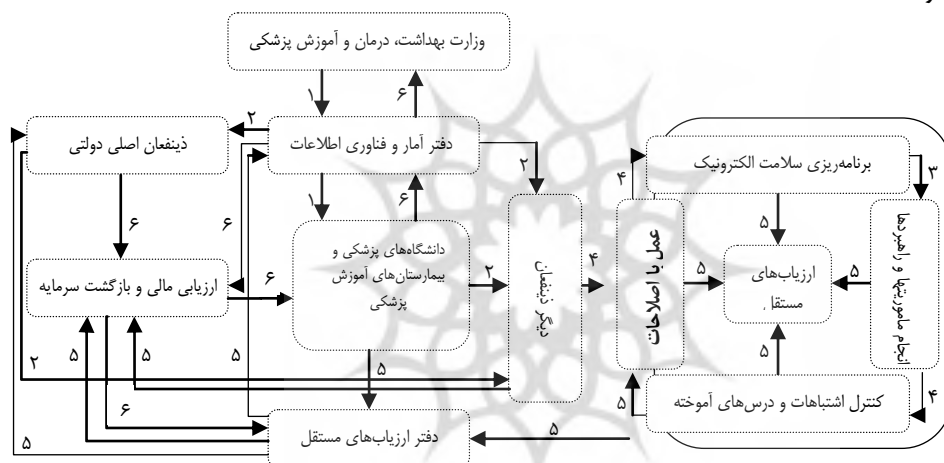 وزارت بهداشت، درمان و آموزش پزشکی
۱
۶
۲
ذینفعان اصلی دولتی
دفتر آمار و فناوری اطلاعات
۲
برنامه‌ریزی سلامت الکترونیک
۳
۴
۱
۶
۵
۶
۶
دانشگاه‌های پزشکی و
بیمارستان‌های آموزش
پزشکی
۲
دیگر ذینفعان
۴
عمل با اصلاحات
۵
ارزیاب‌های
مستقل
۵
انجام ماموریتها و راهبردها
ارزیابی مالی و بازگشت سرمایه
۶
۵
۲
۵
۵
۵
۵
۵
کنترل اشتباهات و درس‌های آموخته
۴
۶
۵
دفتر ارزیاب‌های مستقل
۵